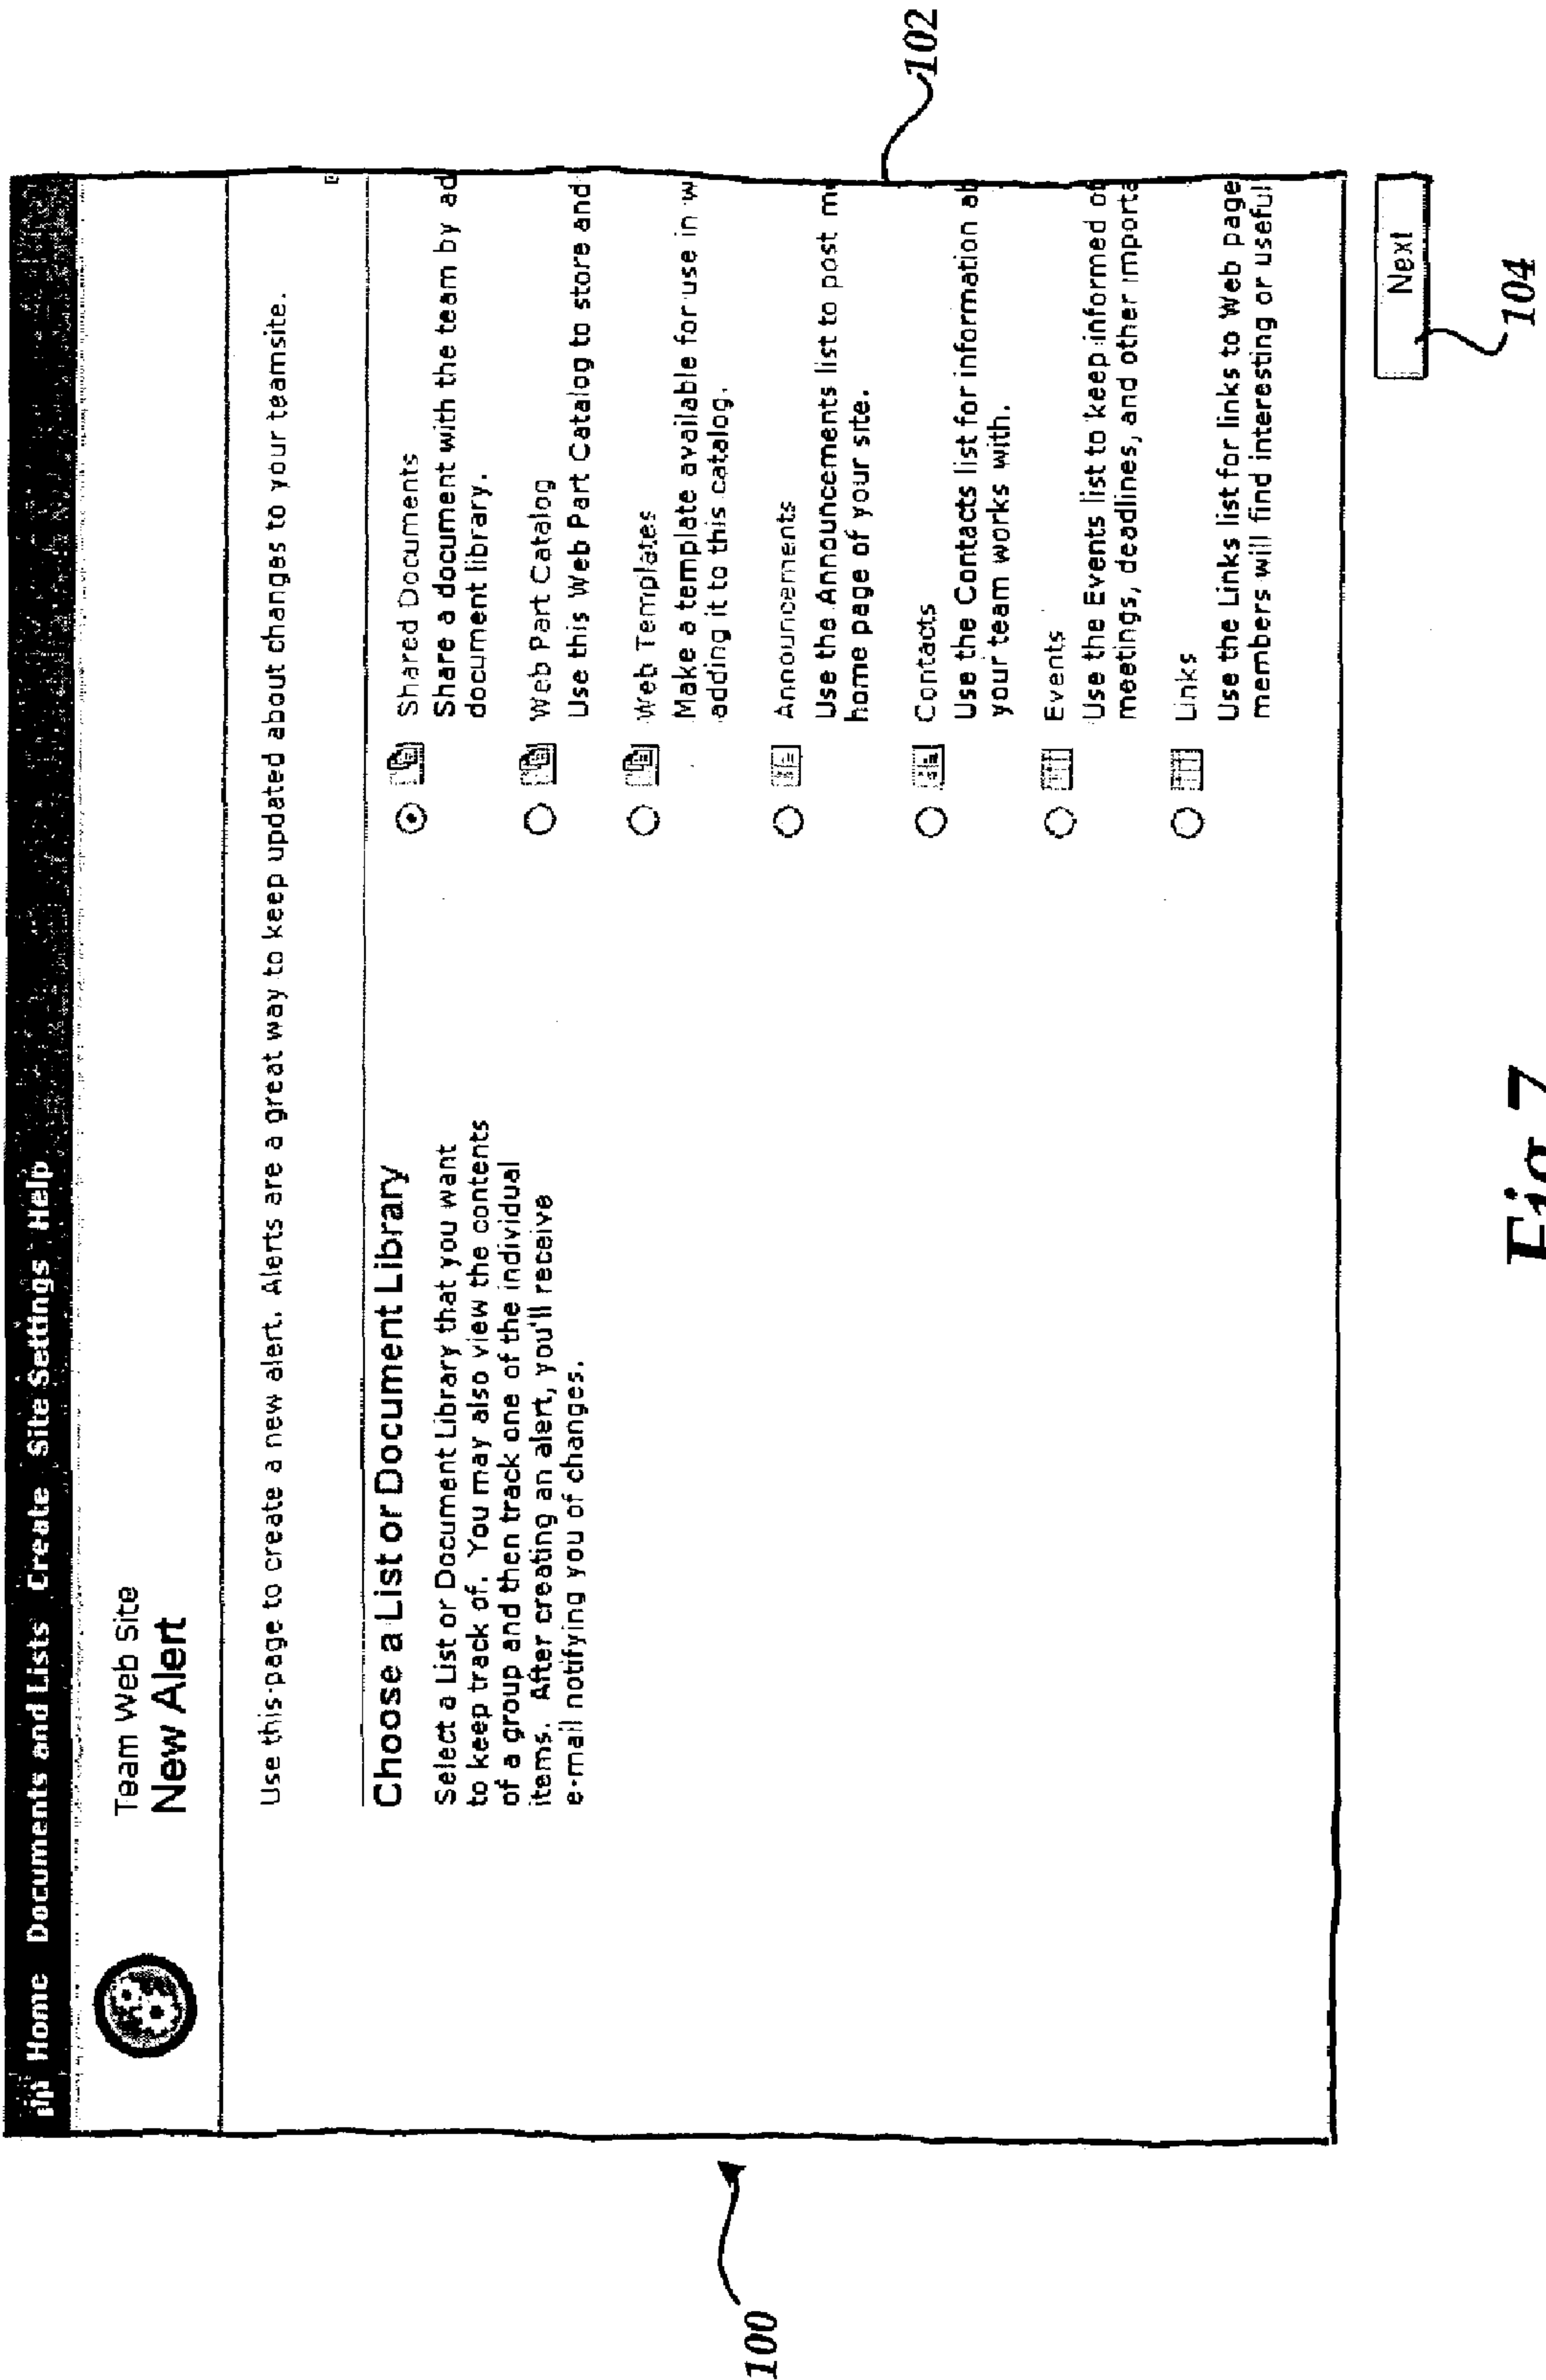 Home Documents and Lists Create Site Settings Help
Team Web Site
New Alert
Use this page to create a new alert. Alerts are a great way to keep updated about changes to your teamsite.
Choose a List or Document Library
Select a List or Document Library that you want
to keep track of. You may also view the contents
of a group and then track one of the individual
items. After creating an alert, you'll receive
e-mail notifying you of changes.
Shared Documents
Share a document with the team by ad
document library.
Web Part Catalog
Use this Web Part Catalog to store and
Web Templates
Make a template available for use in w
adding it to this catalog.
Announcements
Use the Announcements list to post me
home page of your site.
Contacts
Use the Contacts list for information ab
your team works with.
Events
Use the Events list to keep informed of
meetings, deadlines, and other importa
Links
Use the Links list for links to Web page
members will find interesting or useful
Next
100
102
104
Fig. 7